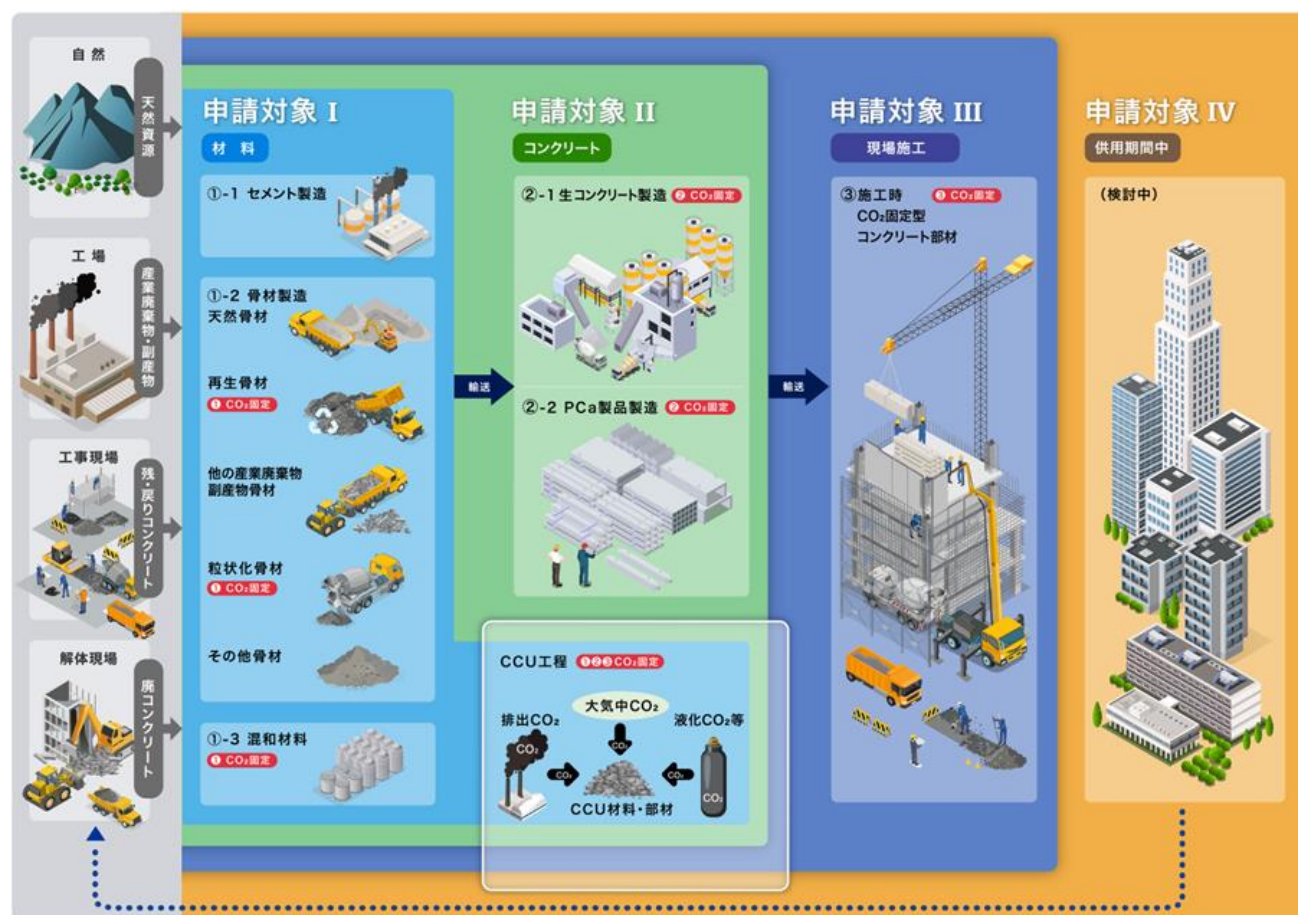 自然
天然資源
工場
産業廃棄物・副産物
工事現場
残・戻りコンクリート
解体現場
廃コンクリート
申請対象 I
材料
①-1 セメント製造
①-2 骨材製造
天然骨材
再生骨材
❶ CO₂固定
他の産業廃棄物
副産物骨材
粒状化骨材
❶ CO₂固定
その他骨材
①-3 混和材料
❶ CO₂固定
輸送
申請対象 II
コンクリート
②-1 生コンクリート製造 ❷ CO₂固定
②-2 PCa製品製造 ❷ CO₂固定
CCU工程 ❶❷❸CO₂固定
大気中CO₂
排出CO₂
液化CO₂等
CO₂
CO₂
CO₂
CO₂
CO₂
CCU材料・部材
輸送
申請対象 III
現場施工
③施工時 ❸ CO₂固定
CO₂固定型
コンクリート部材
申請対象 IV
供用期間中
(検討中)